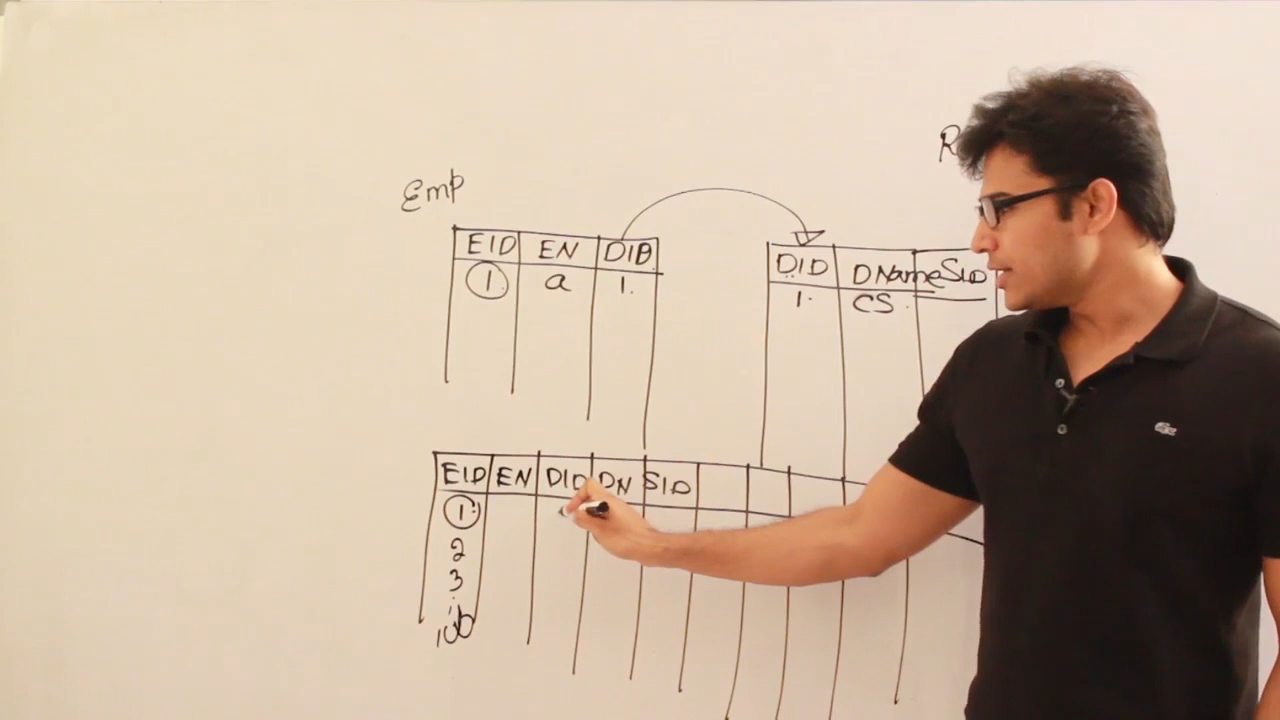 R
Emp
EID EN DID
1 a 1.
DID DName SID
1. CS.
EID EN DID DN SID
1
2
3
100